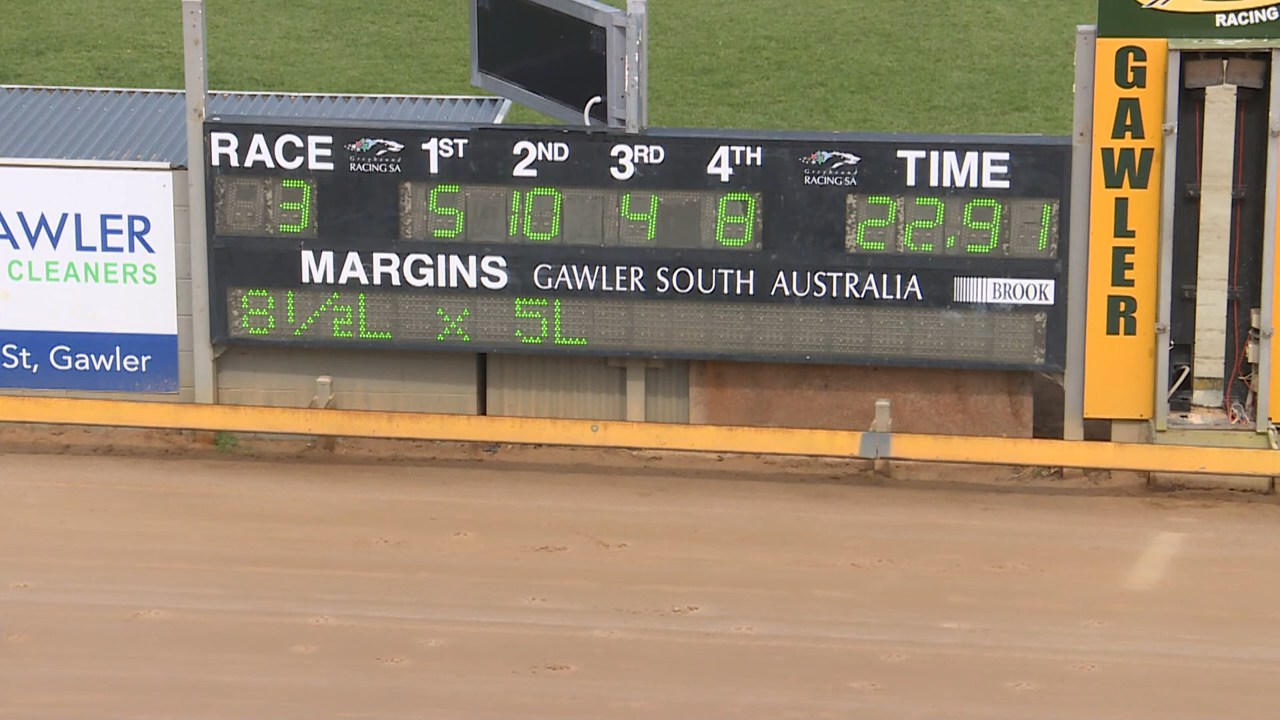 RACING
RACE Greyhound RACING SA 1ST 2ND 3RD 4TH Greyhound RACING SA TIME
3 5 10 4 8 22.91
MARGINS GAWLER SOUTH AUSTRALIA BROOK
8 1/2L x 5L
AWLER
CLEANERS
St, Gawler
GAWLER